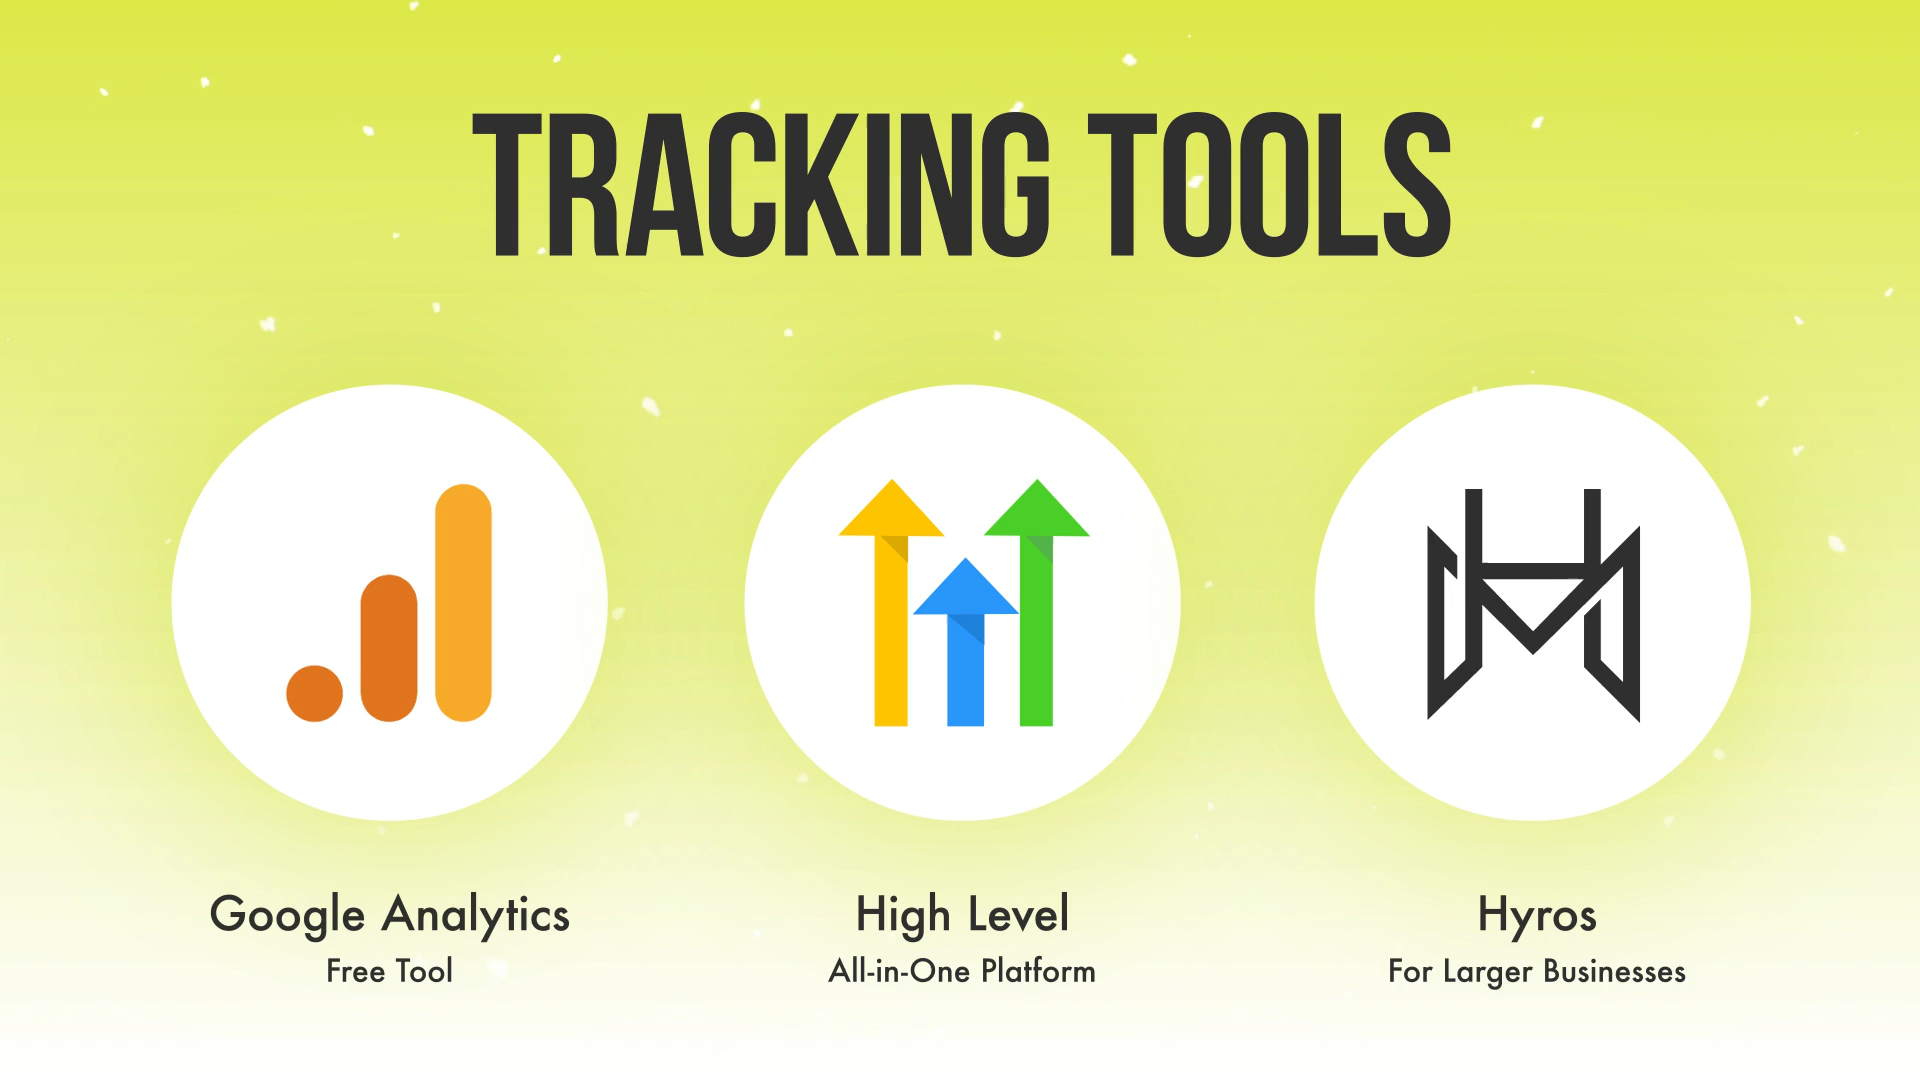 TRACKING TOOLS
Google Analytics
Free Tool
High Level
All-in-One Platform
Hyros
For Larger Businesses